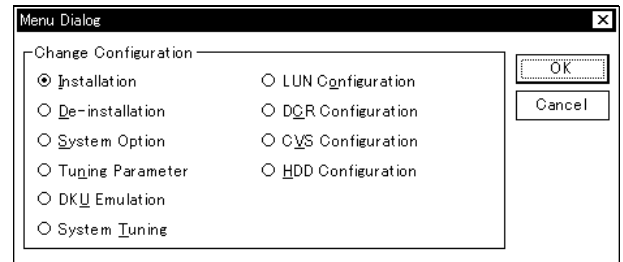 Menu Dialog
Change Configuration
Installation
De-installation
System Option
Tuning Parameter
DKU Emulation
System Tuning
LUN Configuration
DCR Configuration
CVS Configuration
HDD Configuration
OK
Cancel